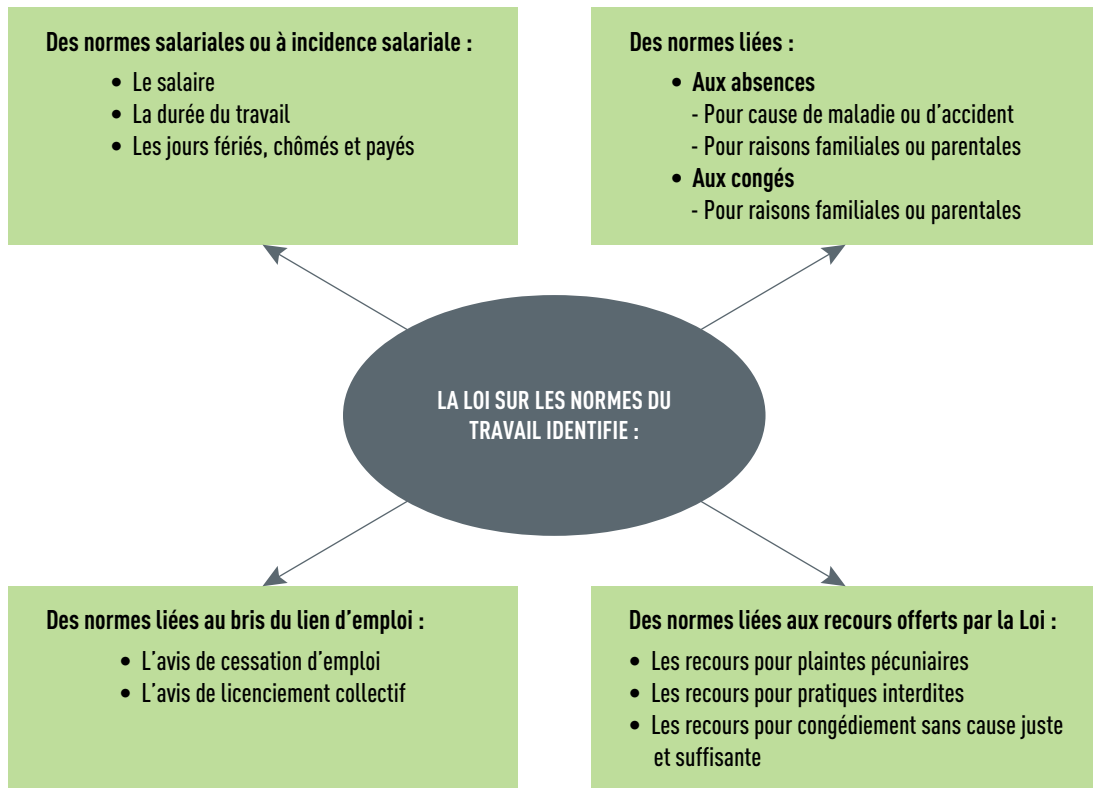 Des normes salariales ou à incidence salariale :
• Le salaire
• La durée du travail
• Les jours fériés, chômés et payés
Des normes liées :
• Aux absences
- Pour cause de maladie ou d'accident
- Pour raisons familiales ou parentales
• Aux congés
- Pour raisons familiales ou parentales
LA LOI SUR LES NORMES DU
TRAVAIL IDENTIFIE :
Des normes liées au bris du lien d'emploi :
• L'avis de cessation d'emploi
• L'avis de licenciement collectif
Des normes liées aux recours offerts par la Loi :
• Les recours pour plaintes pécuniaires
• Les recours pour pratiques interdites
• Les recours pour congédiement sans cause juste
et suffisante